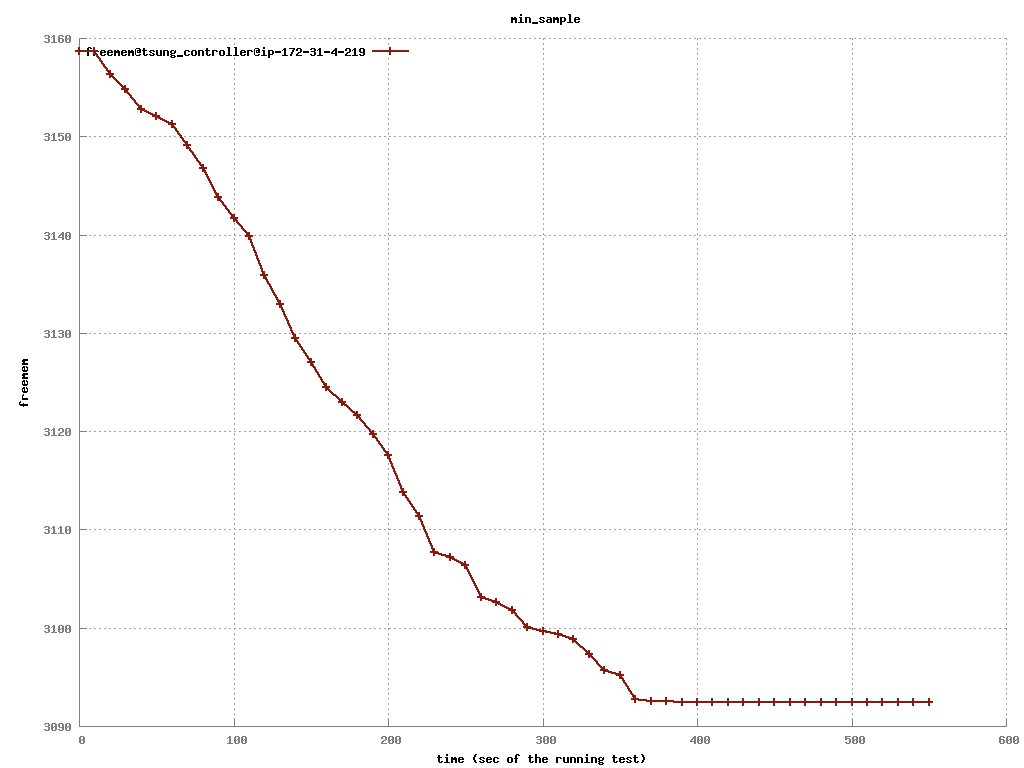 min_sample
3160
freemem@tsung_controller@ip-172-31-4-219
3150
3140
3130
3120
3110
3100
3090
freemem
0 100 200 300 400 500 600
time (sec of the running test)